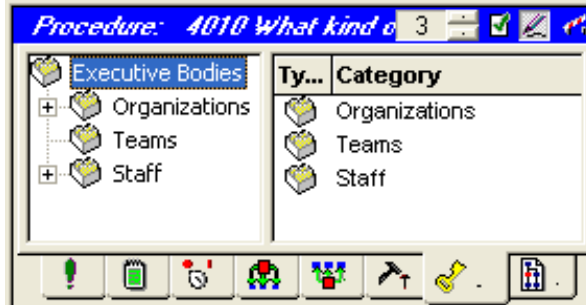 Procedure: 4010 What kind o 3
Executive Bodies
Organizations
Teams
Staff
Ty... Category
Organizations
Teams
Staff